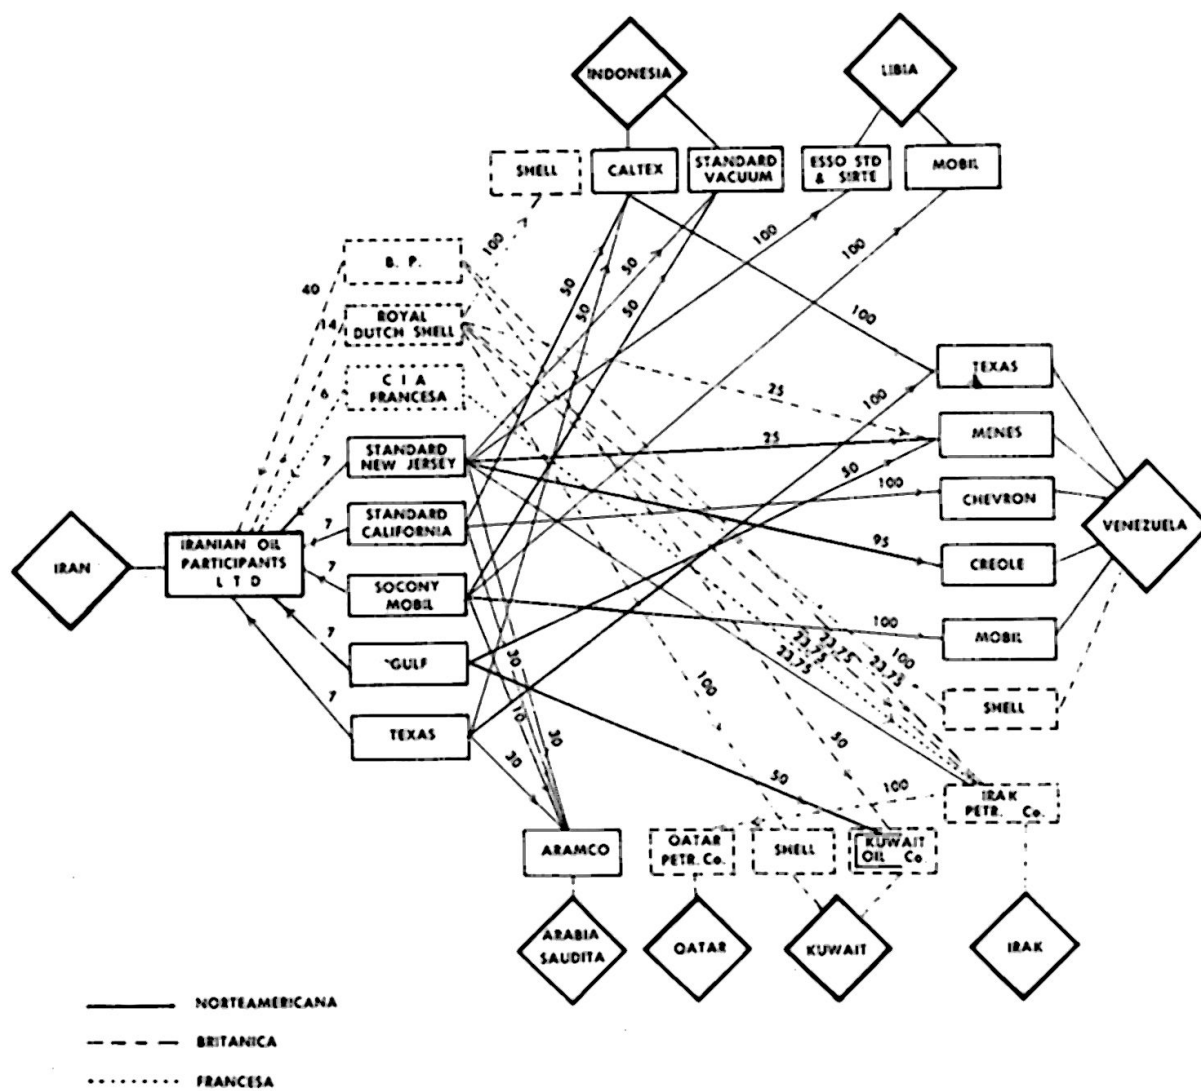 INDONESIA
LIBIA
SHELL
CALTEX
STANDARD
VACUUM
ESSO STD
& SIRTE
MOBIL
100
100
100
50
50
50
50
B. P.
40
ROYAL
DUTCH SHELL
14
C I A
FRANCESA
6
100
TEXAS
100
25
MENES
25
50
STANDARD
NEW JERSEY
7
100
CHEVRON
STANDARD
CALIFORNIA
7
VENEZUELA
IRAN
IRANIAN OIL
PARTICIPANTS
L T D
95
CREOLE
SOCONY
MOBIL
7
100
MOBIL
GULF
7
30
23,75
23,75
23,75
23,75
100
SHELL
TEXAS
7
30
10
30
100
50
50
100
IRAK
PETR. Co.
ARAMCO
QATAR
PETR. Co.
SHELL
KUWAIT
OIL Co.
ARABIA
SAUDITA
QATAR
KUWAIT
IRAK
NORTEAMERICANA
BRITANICA
FRANCESA